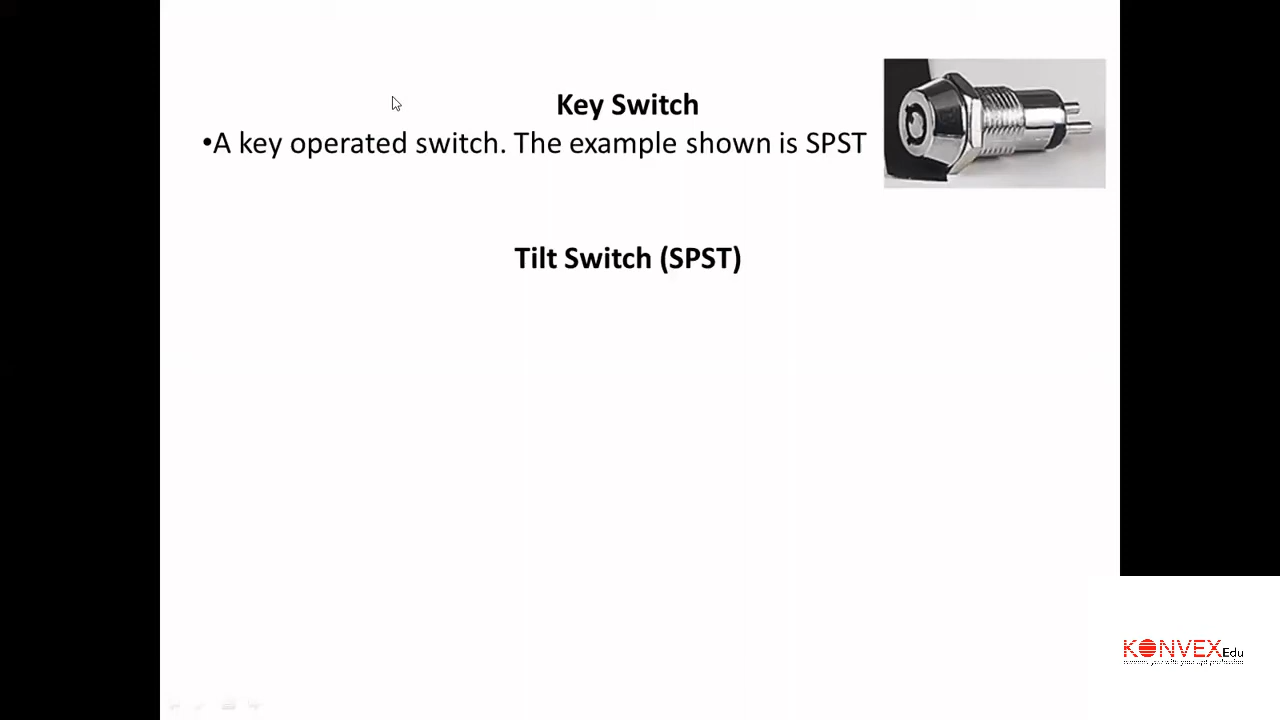 Key Switch
•A key operated switch. The example shown is SPST
Tilt Switch (SPST)
KONVEX Edu